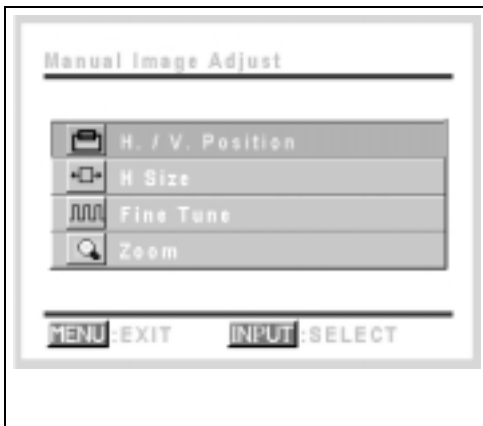 Manual Image Adjust
H. / V. Position
H Size
Fine Tune
Zoom
MENU:EXIT INPUT:SELECT